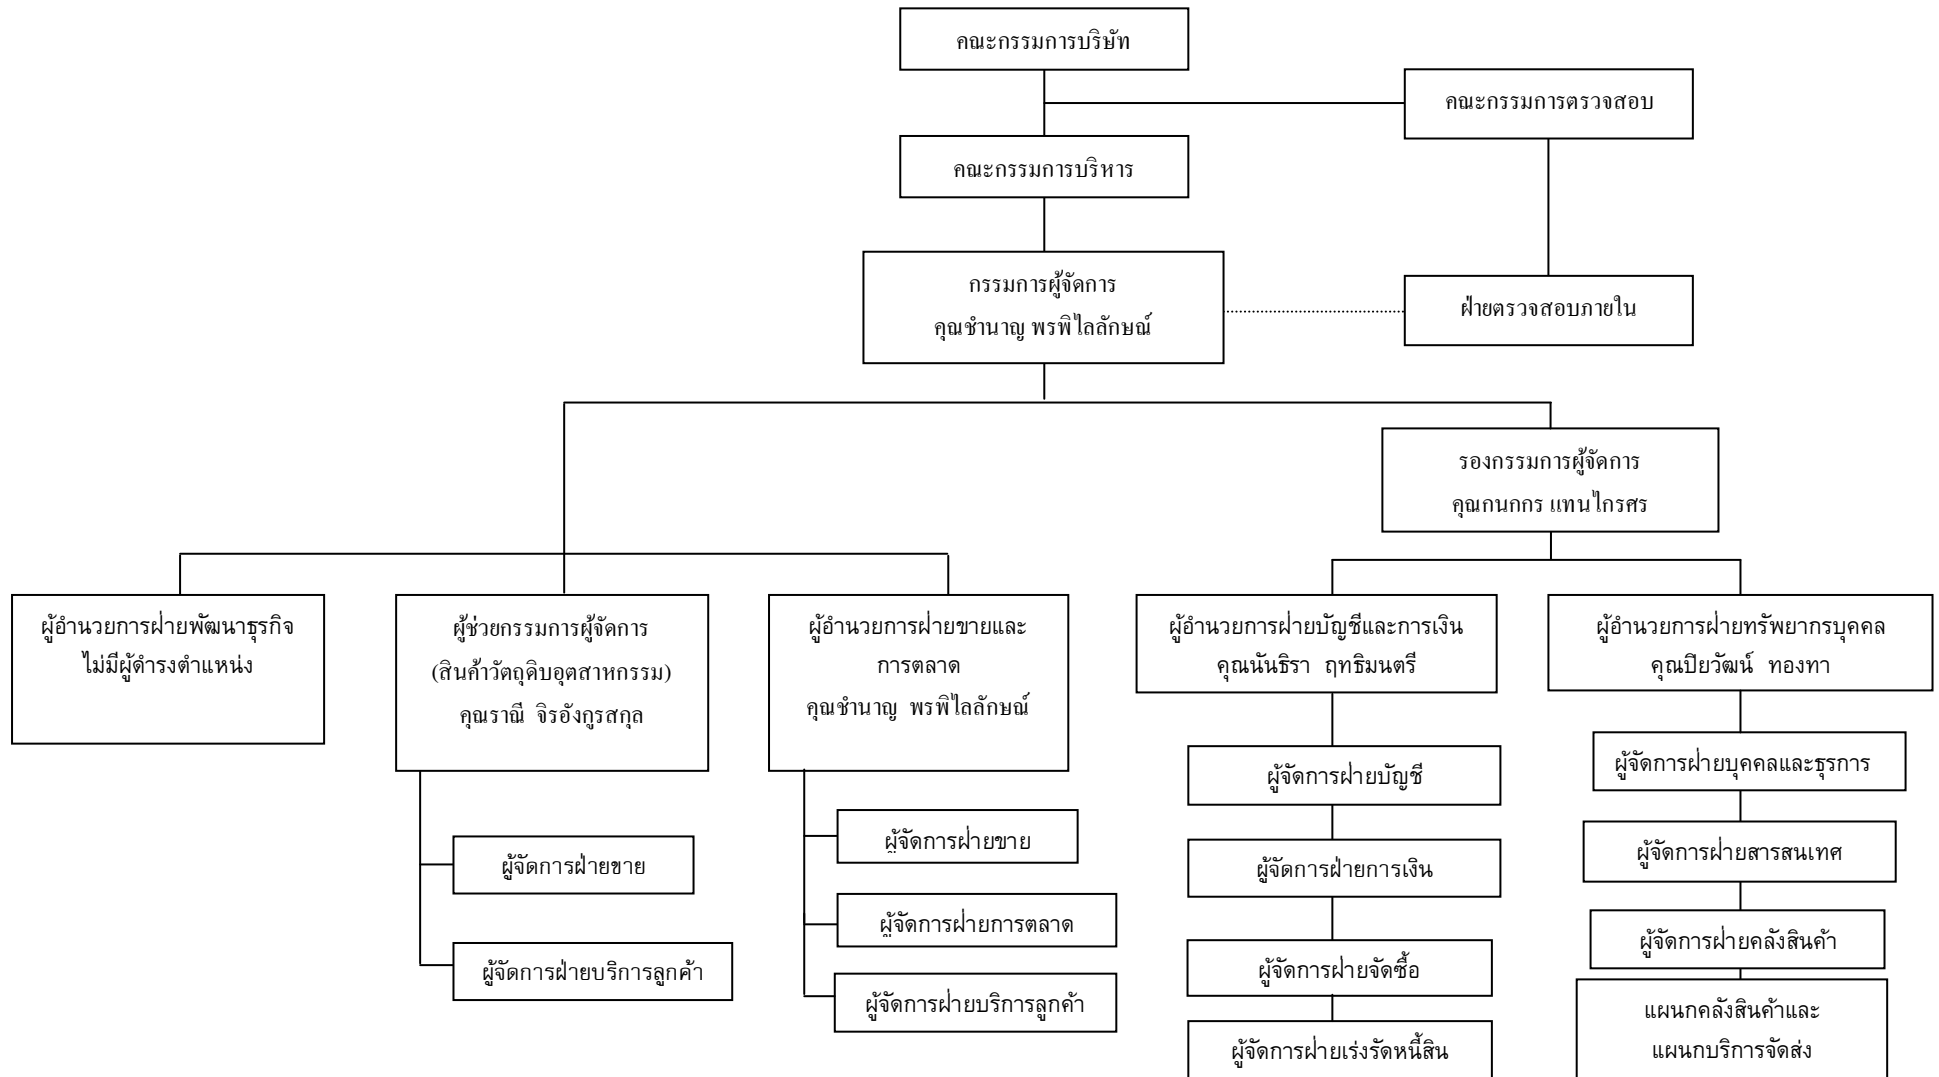 คณะกรรมการบริษัท
คณะกรรมการตรวจสอบ
คณะกรรมการบริหาร
กรรมการผู้จัดการ
คุณชำนาญ พรพิไลลักษณ์
ฝ่ายตรวจสอบภายใน
รองกรรมการผู้จัดการ
คุณกนกกร แทนไกรศร
ผู้อำนวยการฝ่ายพัฒนาธุรกิจ
ไม่มีผู้ดำรงตำแหน่ง
ผู้ช่วยกรรมการผู้จัดการ
(สินค้าวัตถุดิบอุตสาหกรรม)
คุณราณี จิรอังกูรสกุล
ผู้จัดการฝ่ายขาย
ผู้จัดการฝ่ายบริการลูกค้า
ผู้อำนวยการฝ่ายขายและ
การตลาด
คุณชำนาญ พรพิไลลักษณ์
ผู้จัดการฝ่ายขาย
ผู้จัดการฝ่ายการตลาด
ผู้จัดการฝ่ายบริการลูกค้า
ผู้อำนวยการฝ่ายบัญชีและการเงิน
คุณนันธิรา ฤทธิมนตรี
ผู้จัดการฝ่ายบัญชี
ผู้จัดการฝ่ายการเงิน
ผู้จัดการฝ่ายจัดซื้อ
ผู้จัดการฝ่ายเร่งรัดหนี้สิน
ผู้อำนวยการฝ่ายทรัพยากรบุคคล
คุณปิยวัฒน์ ทองทา
ผู้จัดการฝ่ายบุคคลและธุรการ
ผู้จัดการฝ่ายสารสนเทศ
ผู้จัดการฝ่ายคลังสินค้า
แผนกคลังสินค้าและ
แผนกบริการจัดส่ง